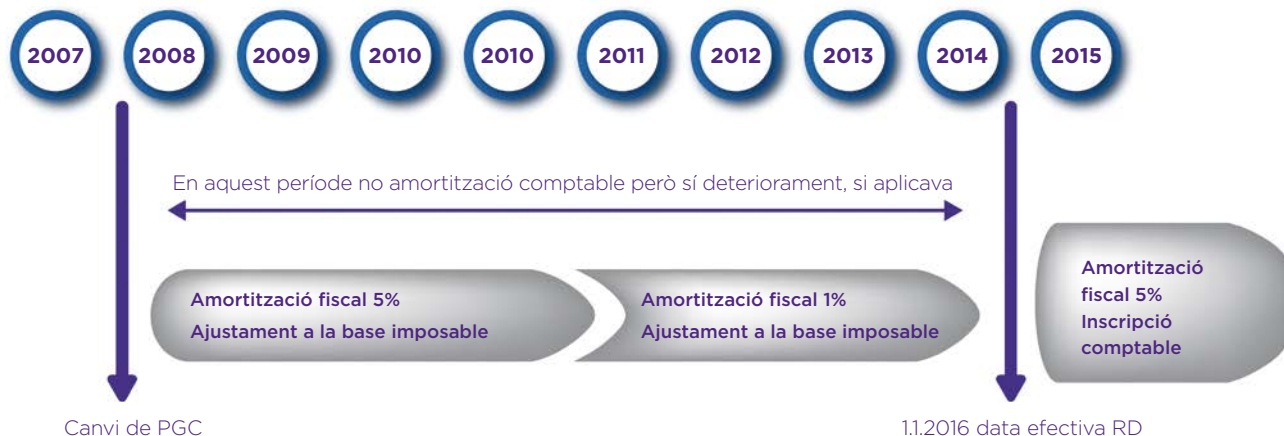 2007 2008 2009 2010 2010 2011 2012 2013 2014 2015
En aquest període no amortització comptable però sí deteriorament, si aplicava
Amortització fiscal 5%
Ajustament a la base imposable
Amortització fiscal 1%
Ajustament a la base imposable
Amortització
fiscal 5%
Inscripció
comptable
Canvi de PGC
1.1.2016 data efectiva RD